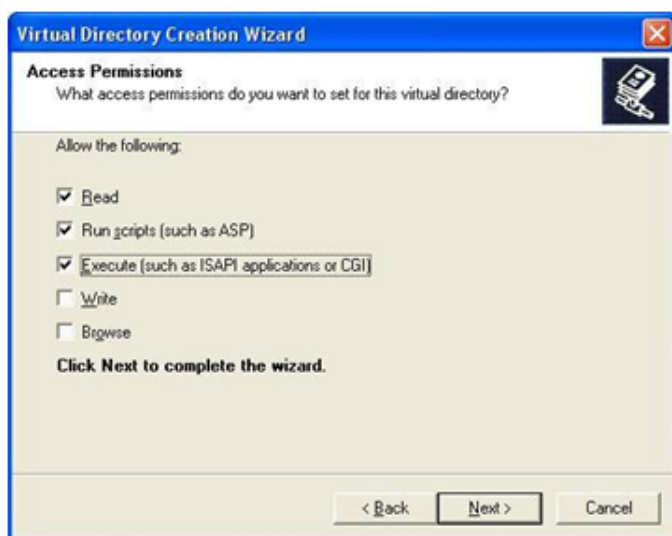 Virtual Directory Creation Wizard
Access Permissions
What access permissions do you want to set for this virtual directory?
Allow the following:
Read
Run scripts (such as ASP)
Execute (such as ISAPI applications or CGI)
Write
Browse
Click Next to complete the wizard.
< Back Next > Cancel